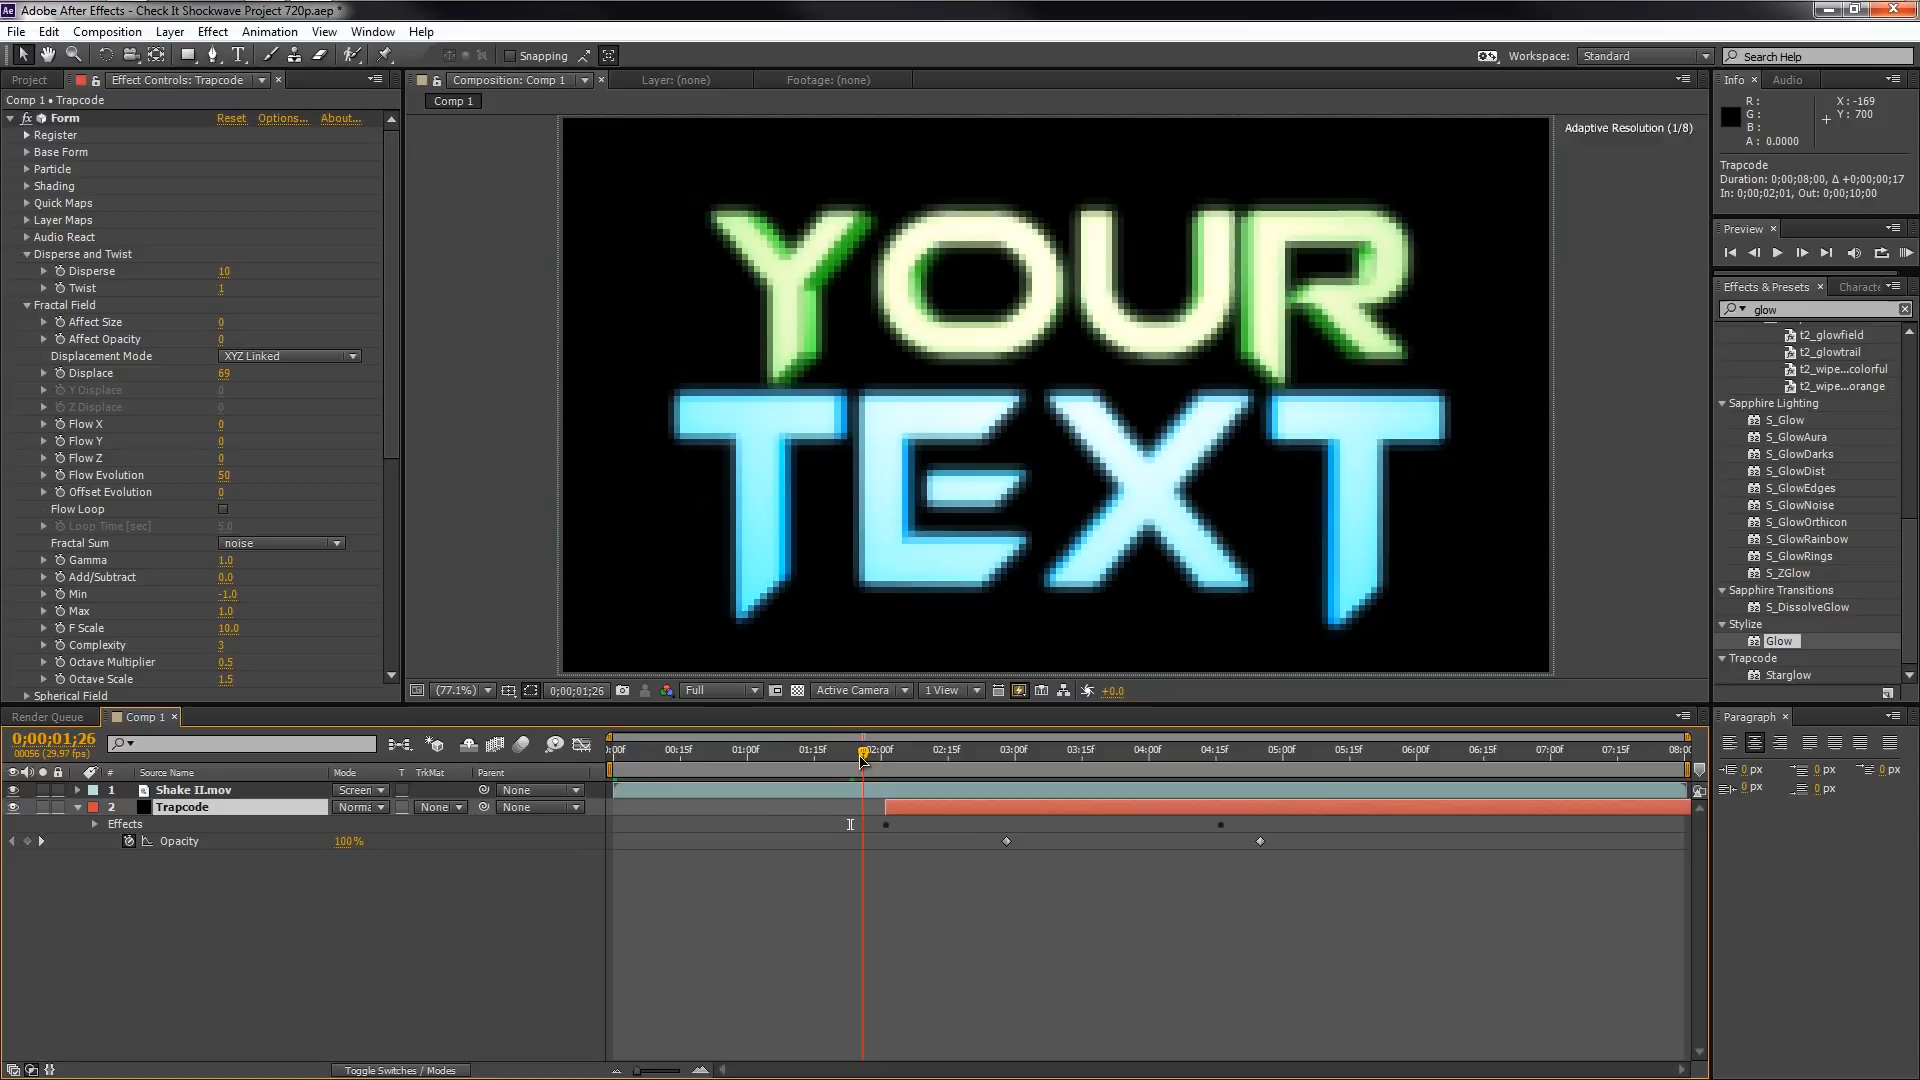 Adobe After Effects - Check It Shockwave Project 720p.aep *
File Edit Composition Layer Effect Animation View Window Help
Snapping
Workspace: Standard
Search Help
Project Effect Controls: Trapcode
Composition: Comp 1 Layer: (none) Footage: (none)
Info Audio
Comp 1 • Trapcode
Comp 1
R:
G:
B:
A: 0.0000
X: -169
Y: 700
Form Reset Options... About...
Register
Base Form
Particle
Shading
Quick Maps
Layer Maps
Audio React
Disperse and Twist
Disperse 10
Twist 1
Fractal Field
Affect Size 0
Affect Opacity 0
Displacement Mode XYZ Linked
Displace 69
Y Displace 0
Z Displace 0
Flow X 0
Flow Y 0
Flow Z 0
Flow Evolution 50
Offset Evolution 0
Flow Loop
Loop Time [sec] 5.0
Fractal Sum noise
Gamma 1.0
Add/Subtract 0.0
Min -1.0
Max 1.0
F Scale 10.0
Complexity 3
Octave Multiplier 0.5
Octave Scale 1.5
Spherical Field
Adaptive Resolution (1/8)
YOUR
TEXT
(77.1%) 0;00;01;26 Full Active Camera 1 View +0.0
Trapcode
Duration: 0;00;08;00, Δ +0;00;00;17
In: 0;00;02;01, Out: 0;00;10;00
Preview
Effects & Presets Characte
glow
t2_glowfield
t2_glowtrail
t2_wipe...colorful
t2_wipe...orange
Sapphire Lighting
S_Glow
S_GlowAura
S_GlowDarks
S_GlowDist
S_GlowEdges
S_GlowNoise
S_GlowOrthicon
S_GlowRainbow
S_GlowRings
S_ZGlow
Sapphire Transitions
S_DissolveGlow
Stylize
Glow
Trapcode
Starglow
Render Queue Comp 1
0;00;01;26
00056 (29.97 fps)
:00f 00:15f 01:00f 01:15f 02:00f 02:15f 03:00f 03:15f 04:00f 04:15f 05:00f 05:15f 06:00f 06:15f 07:00f 07:15f 08:00
# Source Name Mode T TrkMat Parent
1 Shake II.mov Screen None
2 Trapcode Norma None None
Effects
Opacity 100%
Toggle Switches / Modes
Paragraph
0 px 0 px 0 px
0 px 0 px